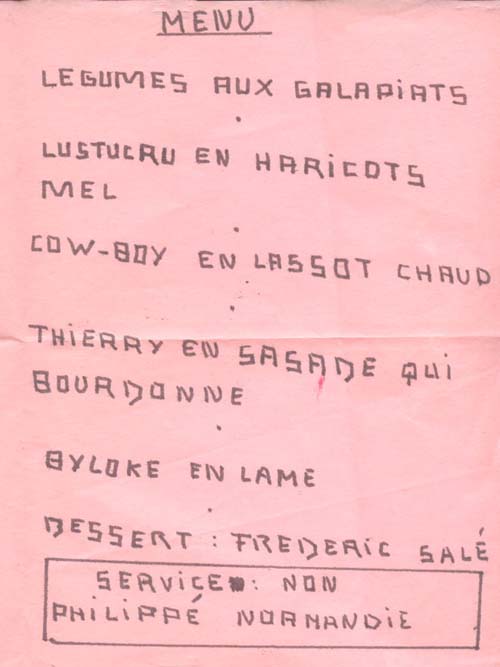 MENU
LEGUMES AUX GALAPIATS
LUSTUCRU EN HARICOTS
MEL
COW-BOY EN LASSOT CHAUD
THIERRY EN SASADE QUI
BOURDONNE
BYLOKE EN LAME
DESSERT : FREDERIC SALÉ
SERVICE : NON
PHILIPPÉ NORMANDIE